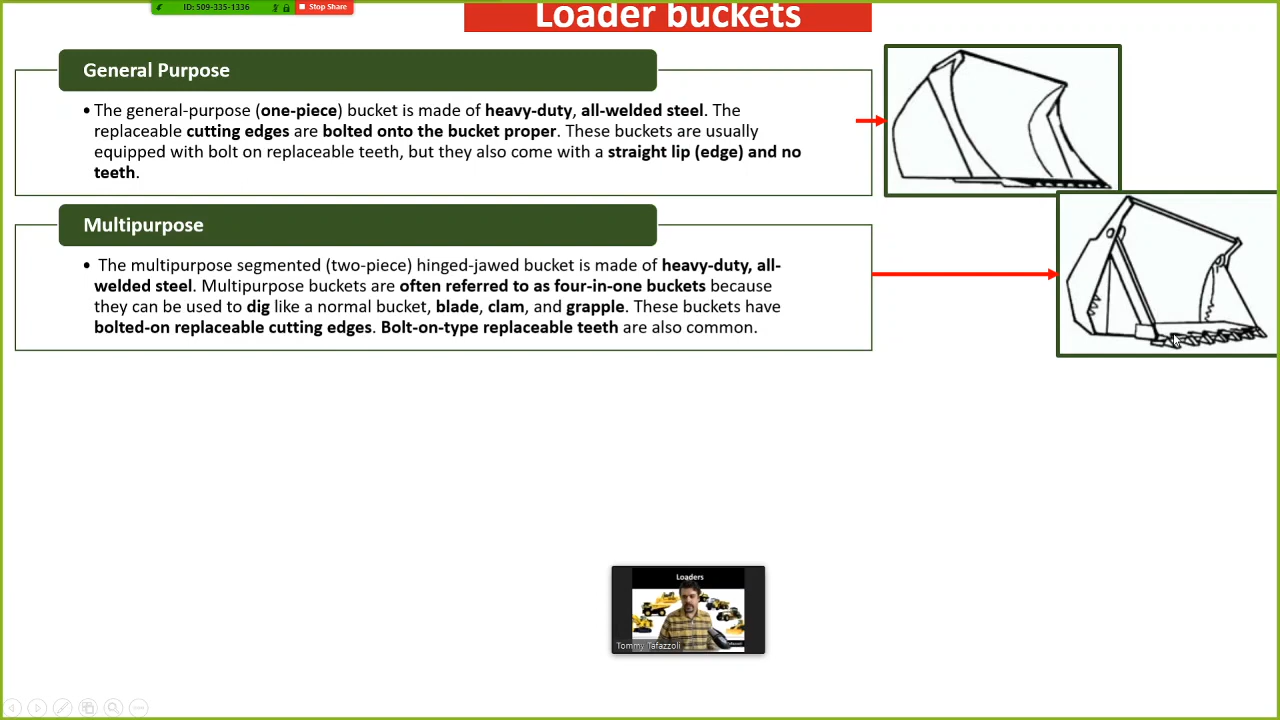 ID: 509-335-1336
Stop Share
Loader buckets
General Purpose
• The general-purpose (one-piece) bucket is made of heavy-duty, all-welded steel. The
replaceable cutting edges are bolted onto the bucket proper. These buckets are usually
equipped with bolt on replaceable teeth, but they also come with a straight lip (edge) and no
teeth.
Multipurpose
• The multipurpose segmented (two-piece) hinged-jawed bucket is made of heavy-duty, all-
welded steel. Multipurpose buckets are often referred to as four-in-one buckets because
they can be used to dig like a normal bucket, blade, clam, and grapple. These buckets have
bolted-on replaceable cutting edges. Bolt-on-type replaceable teeth are also common.
Loaders
Tommy Tafazzoli